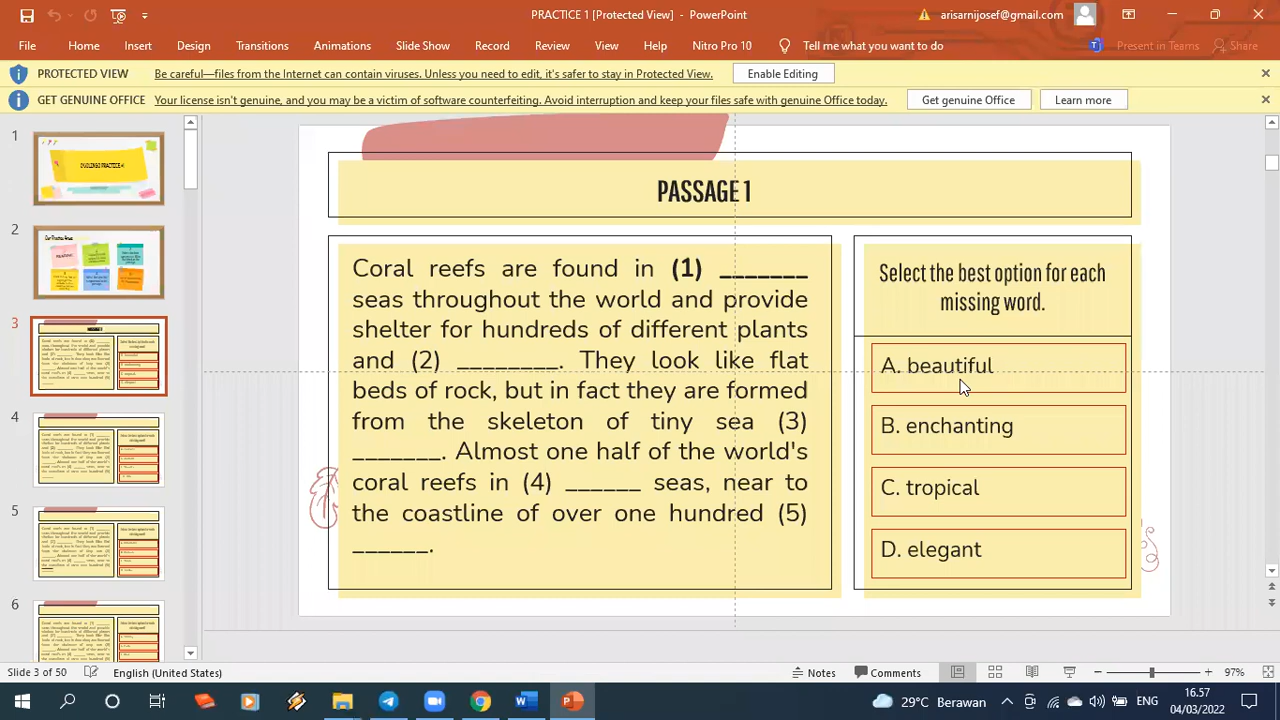 PRACTICE 1 [Protected View] - PowerPoint
arisarnijosef@gmail.com
File Home Insert Design Transitions Animations Slide Show Record Review View Help Nitro Pro 10 Tell me what you want to do Present in Teams Share
PROTECTED VIEW Be careful—files from the Internet can contain viruses. Unless you need to edit, it's safer to stay in Protected View. Enable Editing
GET GENUINE OFFICE Your license isn't genuine, and you may be a victim of software counterfeiting. Avoid interruption and keep your files safe with genuine Office today. Get genuine Office Learn more
1
2
3
4
5
6
PASSAGE 1
Coral reefs are found in (1) _______
seas throughout the world and provide
shelter for hundreds of different plants
and (2) ________. They look like flat
beds of rock, but in fact they are formed
from the skeleton of tiny sea (3)
_______. Almost one half of the world's
coral reefs in (4) ______ seas, near to
the coastline of over one hundred (5)
______.
Select the best option for each
missing word.
A. beautiful
B. enchanting
C. tropical
D. elegant
Slide 3 of 50 English (United States) Notes Comments 97%
29°C Berawan ENG
16.57
04/03/2022